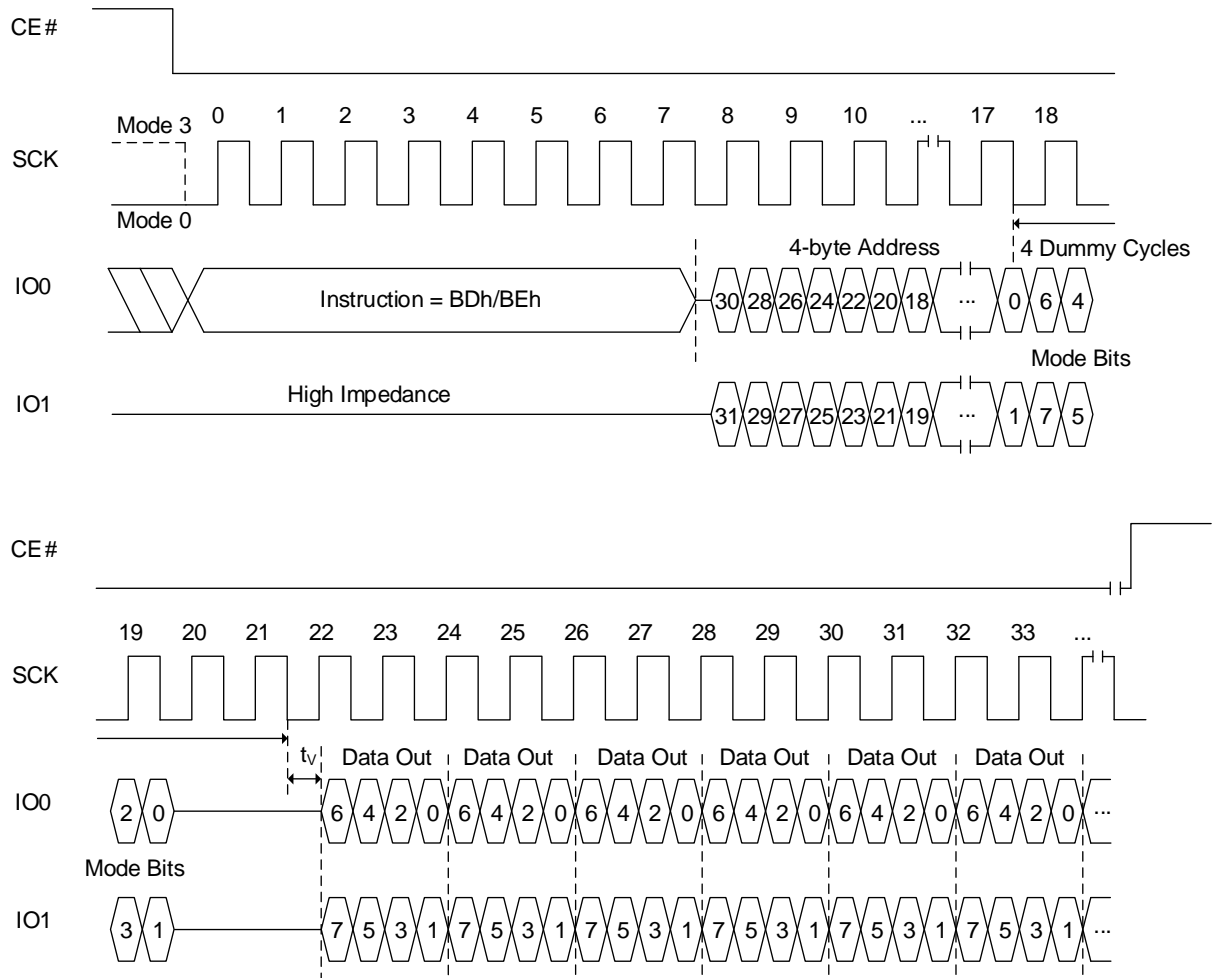 CE#
0 1 2 3 4 5 6 7 8 9 10 ... 17 18
Mode 3
SCK
Mode 0
4-byte Address 4 Dummy Cycles
IO0 Instruction = BDh/BEh 30 28 26 24 22 20 18 ... 0 6 4
Mode Bits
High Impedance
IO1 31 29 27 25 23 21 19 ... 1 7 5
CE#
19 20 21 22 23 24 25 26 27 28 29 30 31 32 33 ...
SCK
tV Data Out Data Out Data Out Data Out Data Out Data Out
IO0 2 0 6 4 2 0 6 4 2 0 6 4 2 0 6 4 2 0 6 4 2 0 6 4 2 0 ...
Mode Bits
IO1 3 1 7 5 3 1 7 5 3 1 7 5 3 1 7 5 3 1 7 5 3 1 7 5 3 1 ...